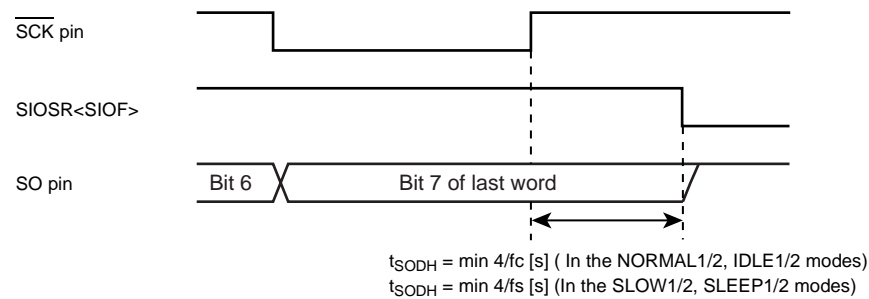 SCK pin
SIOSR<SIOF>
SO pin Bit 6 Bit 7 of last word
tSODH = min 4/fc [s] ( In the NORMAL1/2, IDLE1/2 modes)
tSODH = min 4/fs [s] (In the SLOW1/2, SLEEP1/2 modes)